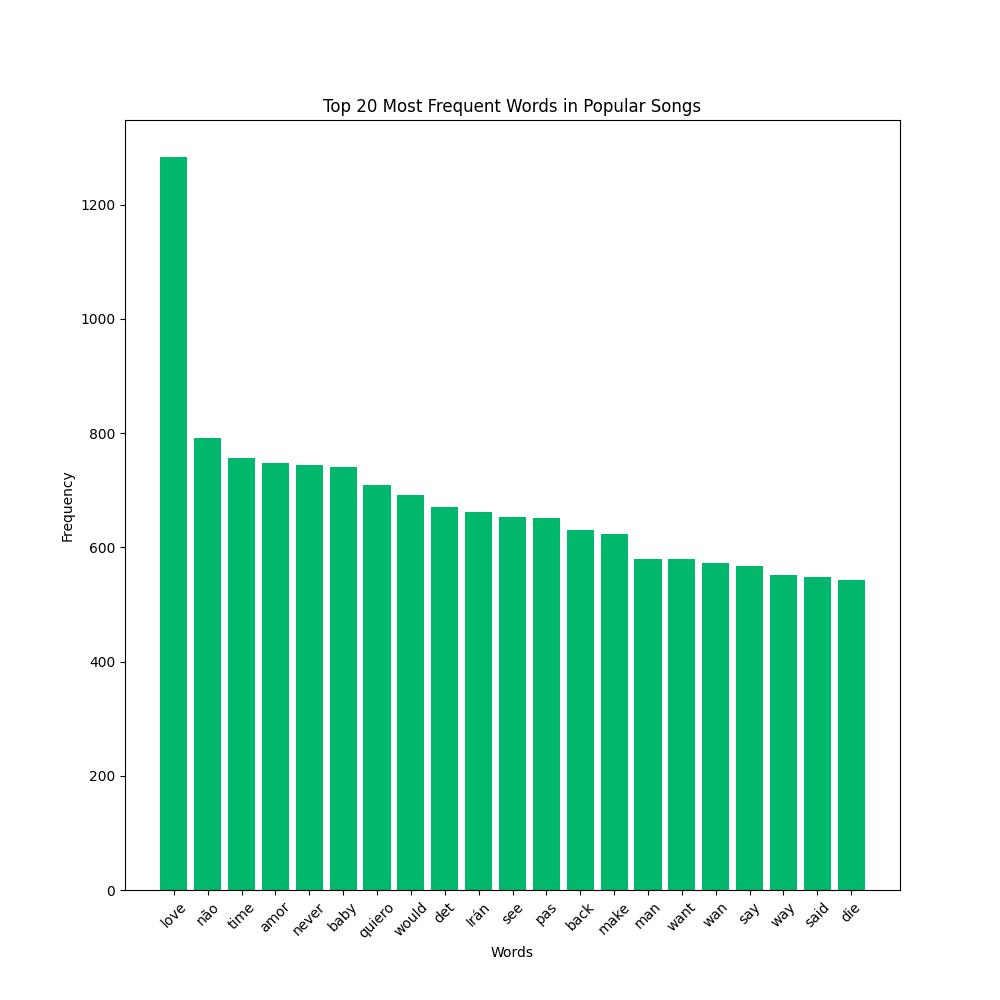 Top 20 Most Frequent Words in Popular Songs
1200
1000
800
600
400
200
0
Frequency
love não time amor never baby quiero would det Irán see pas back make man want wan say way said die
Words